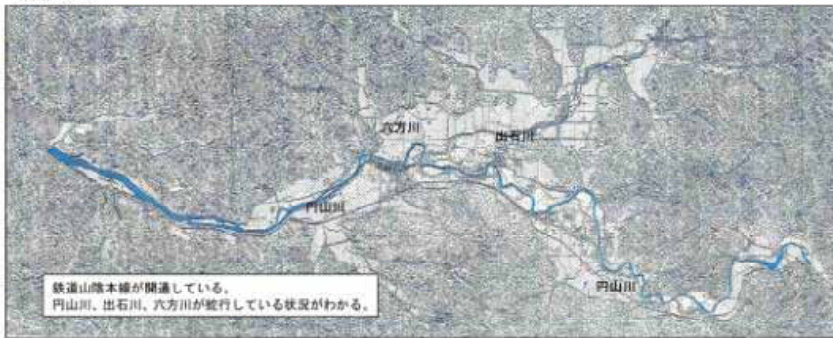 六方川
出石川
円山川
円山川
鉄道山陰本線が開通している。
円山川、出石川、六方川が蛇行している状況がわかる。